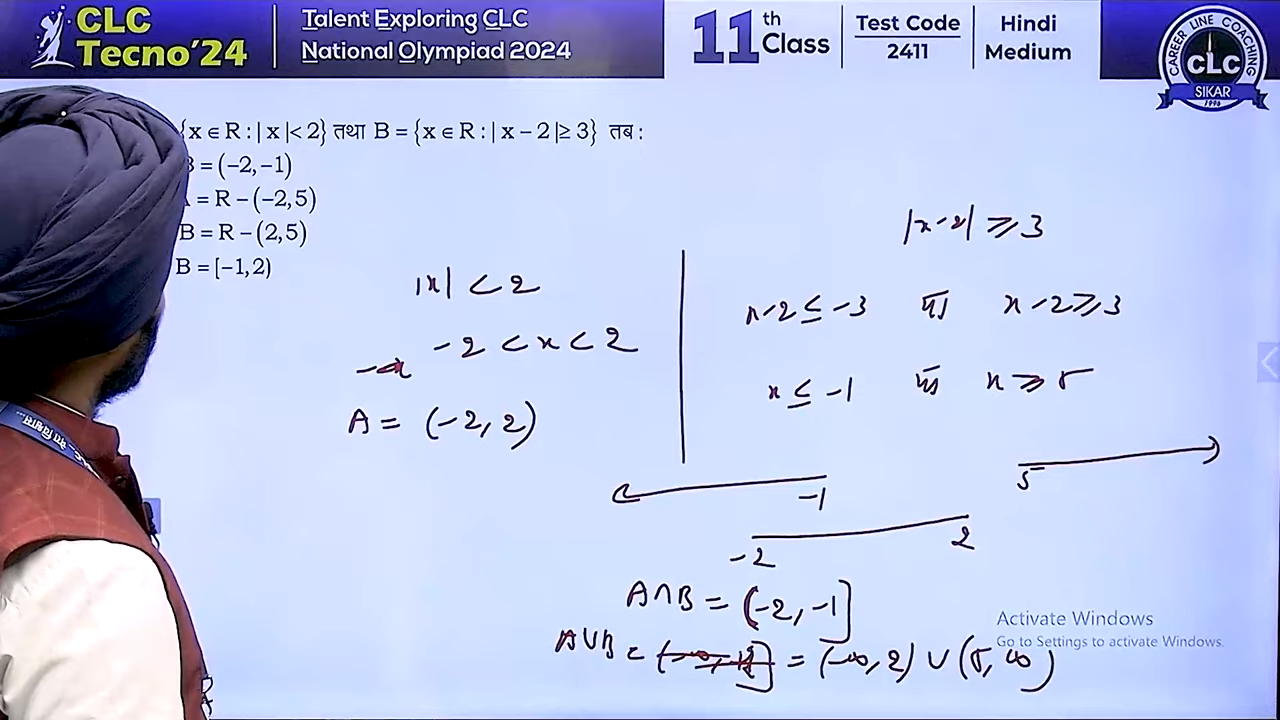 CLC
Tecno'24
Talent Exploring CLC
National Olympiad 2024
11th Class
Test Code
2411
Hindi
Medium
CAREER LINE COACHING
CLC
SIKAR
1996
{x ∈ R : | x |< 2} तथा B = {x ∈ R : | x − 2 |≥ 3} तब :
B = (−2, −1)
= R − (−2, 5)
B = R − (2, 5)
B = [−1, 2)
|x| < 2
-2 < x < 2
A = (-2, 2)
|x-2| ≥ 3
x-2 ≤ -3 या x-2 ≥ 3
x ≤ -1 या x ≥ 5
-1
5
-2
2
A∩B = (-2, -1]
A∪B = = (-∞, 2) ∪ (5, ∞)
Activate Windows
Go to Settings to activate Windows.